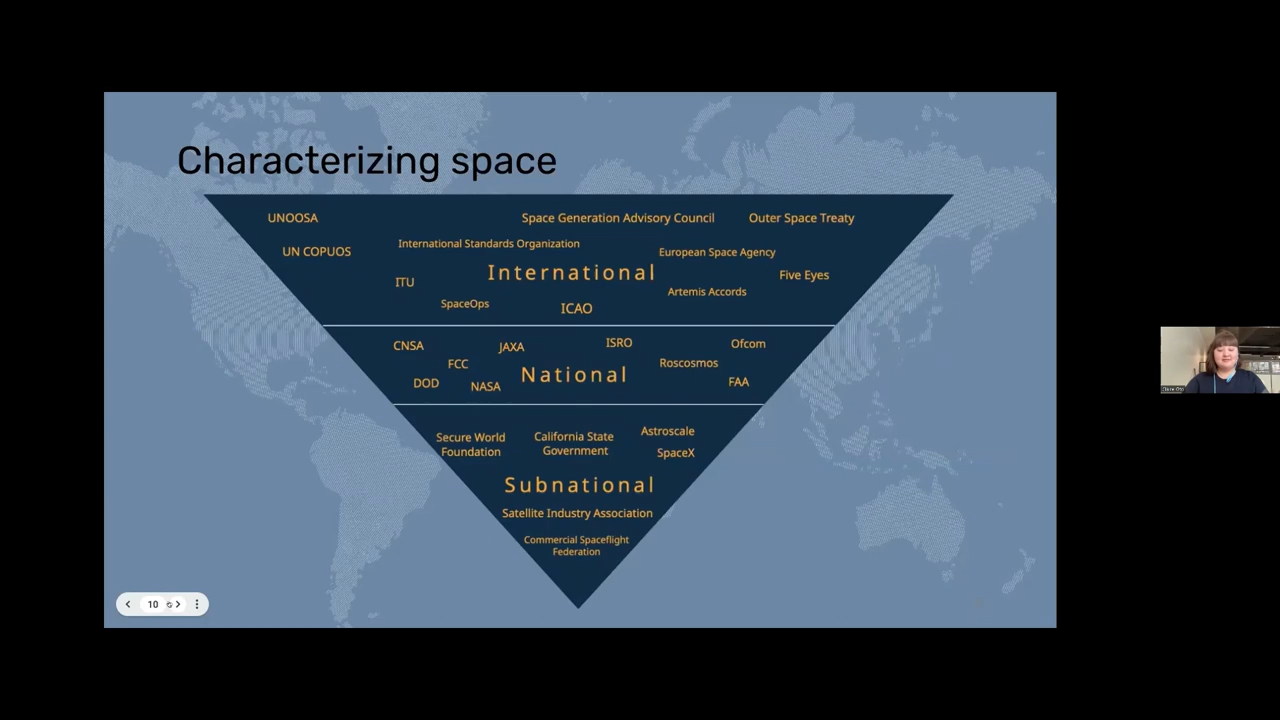 Characterizing space
UNOOSA
Space Generation Advisory Council
Outer Space Treaty
UN COPUOS
International Standards Organization
European Space Agency
International
Five Eyes
ITU
Artemis Accords
SpaceOps
ICAO
CNSA
JAXA
ISRO
Ofcom
FCC
National
Roscosmos
DOD
NASA
FAA
Secure World
Foundation
California State
Government
Astroscale
SpaceX
Subnational
Satellite Industry Association
Commercial Spaceflight
Federation
10